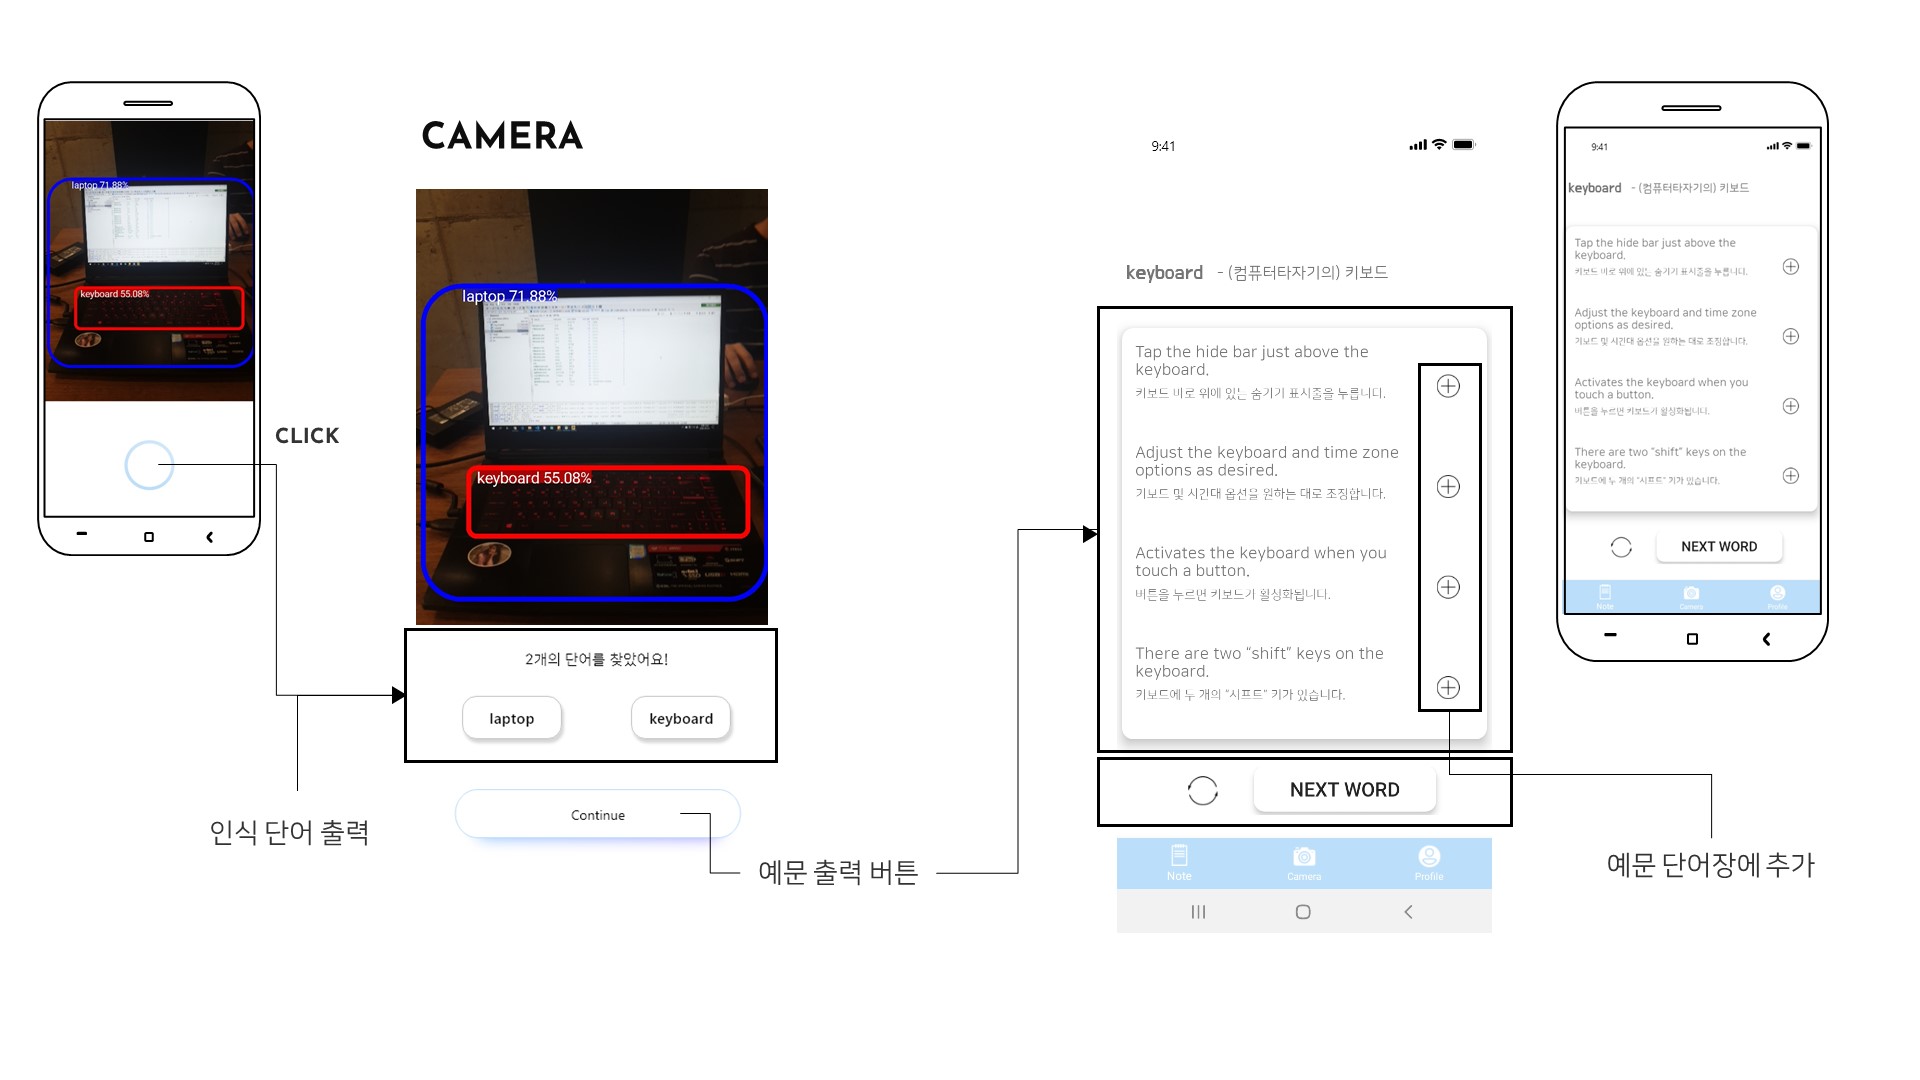 laptop 71.88%
keyboard 55.08%
CLICK
인식 단어 출력
CAMERA
laptop 71.88%
keyboard 55.08%
2개의 단어를 찾았어요!
laptop
keyboard
Continue
예문 출력 버튼
9:41
keyboard - (컴퓨터타자기의) 키보드
Tap the hide bar just above the
keyboard.
키보드 바로 위에 있는 숨기기 표시줄을 누릅니다.
Adjust the keyboard and time zone
options as desired.
키보드 및 시간대 옵션을 원하는 대로 조정합니다.
Activates the keyboard when you
touch a button.
버튼을 누르면 키보드가 활성화됩니다.
There are two “shift” keys on the
keyboard.
키보드에 두 개의 "시프트" 키가 있습니다.
NEXT WORD
Note
Camera
Profile
예문 단어장에 추가
9:41
keyboard - (컴퓨터타자기의) 키보드
Tap the hide bar just above the
keyboard.
키보드 바로 위에 있는 숨기기 표시줄을 누릅니다.
Adjust the keyboard and time zone
options as desired.
키보드 및 시간대 옵션을 원하는 대로 조정합니다.
Activates the keyboard when you
touch a button.
버튼을 누르면 키보드가 활성화됩니다.
There are two “shift” keys on the
keyboard.
키보드에 두 개의 "시프트" 키가 있습니다.
NEXT WORD
Note
Camera
Profile